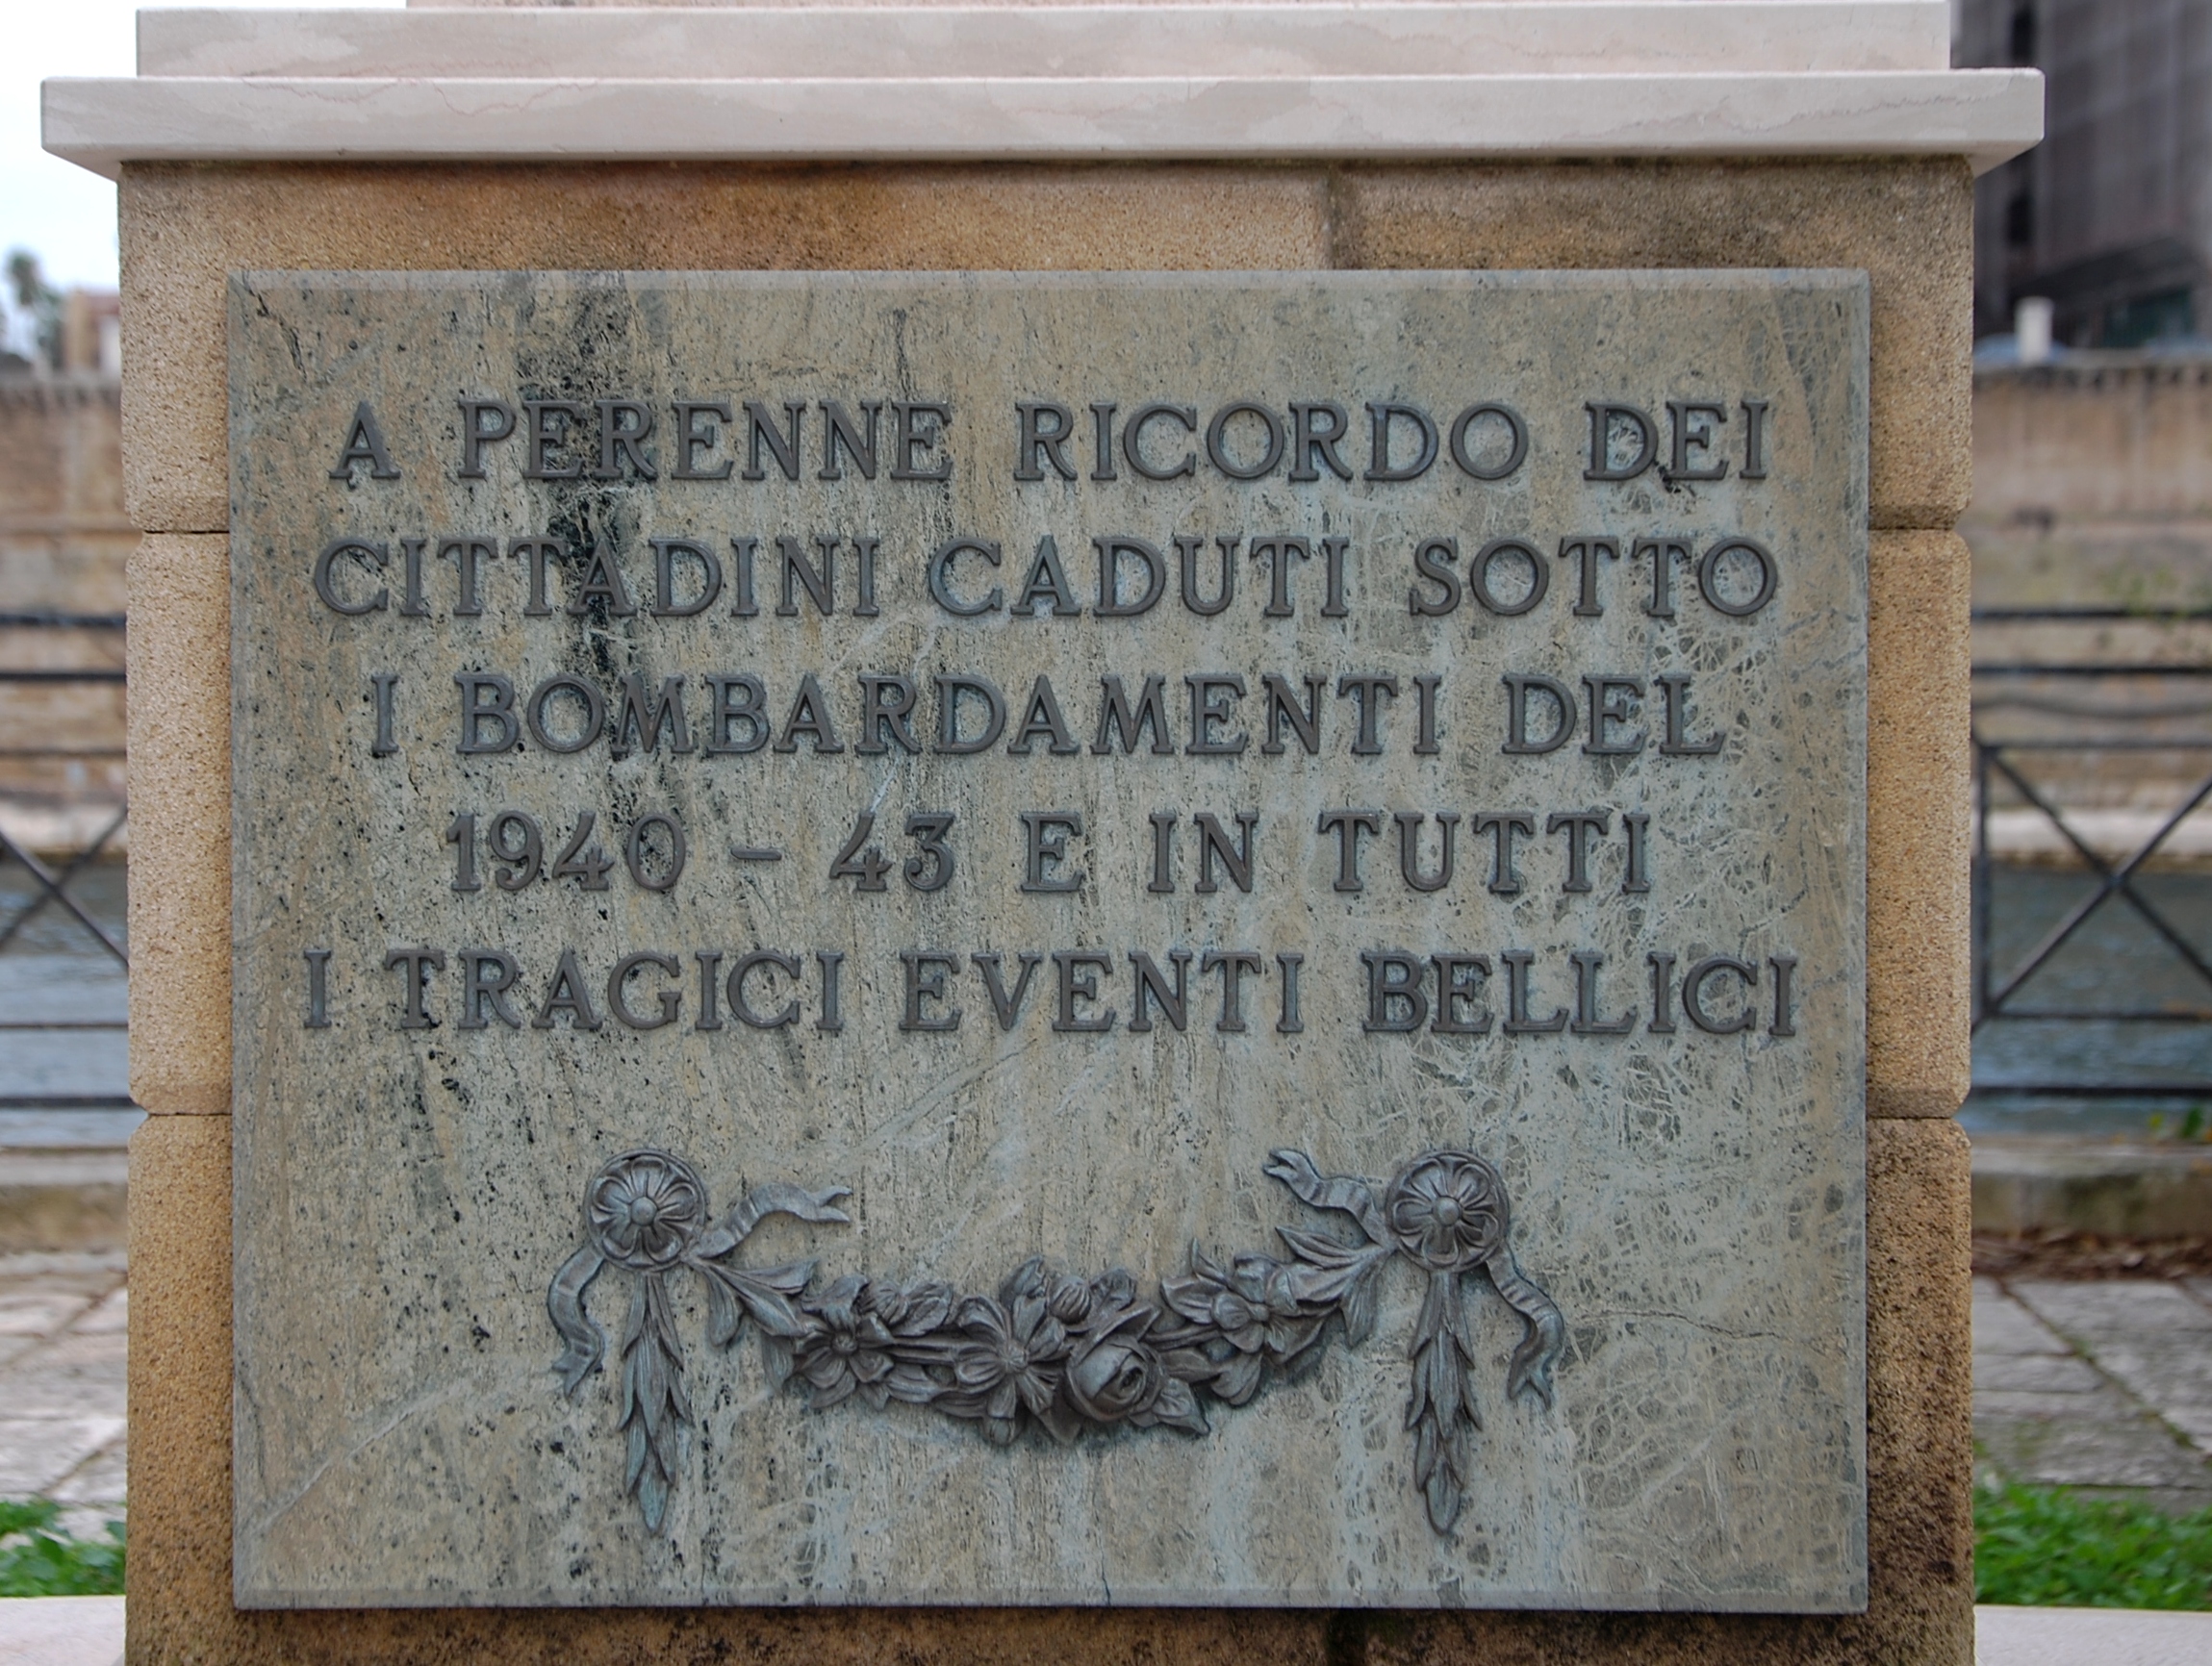 A PERENNE RICORDO DEI
CITTADINI CADUTI SOTTO
I BOMBARDAMENTI DEL
1940 - 43 E IN TUTTI
I TRAGICI EVENTI BELLICI